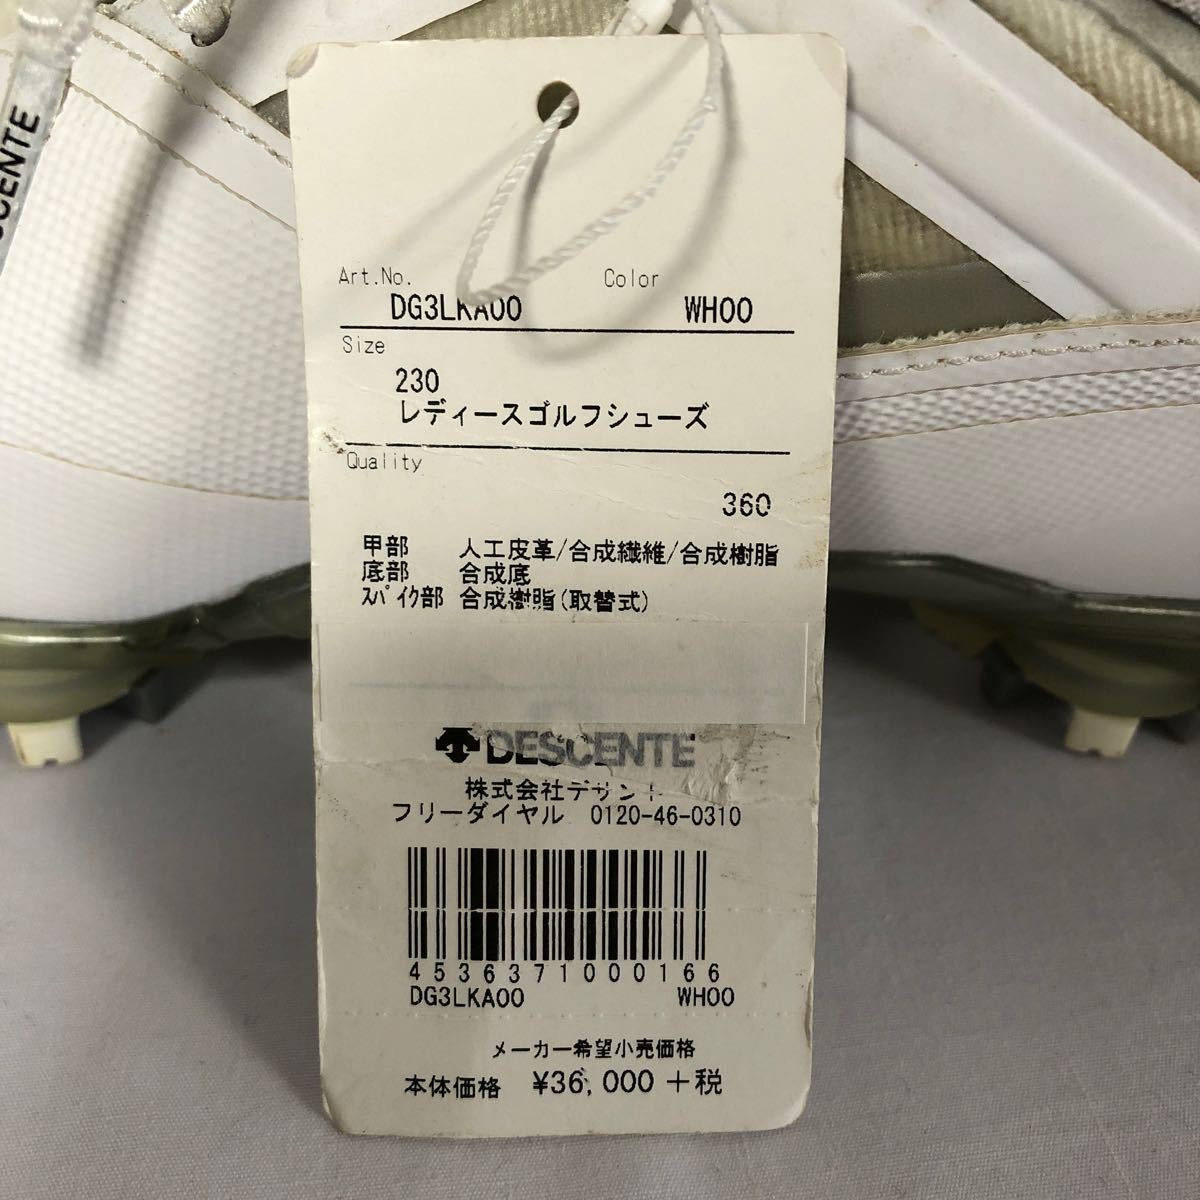 CENTE
Art.No. Color
DG3LKA00 WH00
Size
230
レディースゴルフシューズ
Quality
360
甲部 人工皮革/合成繊維/合成樹脂
底部 合成底
ｽﾊﾟｲｸ部 合成樹脂(取替式)
DESCENTE
株式会社デサント
フリーダイヤル 0120-46-0310
4536371000166
DG3LKA00 WH00
メーカー希望小売価格
本体価格 ¥36,000+税